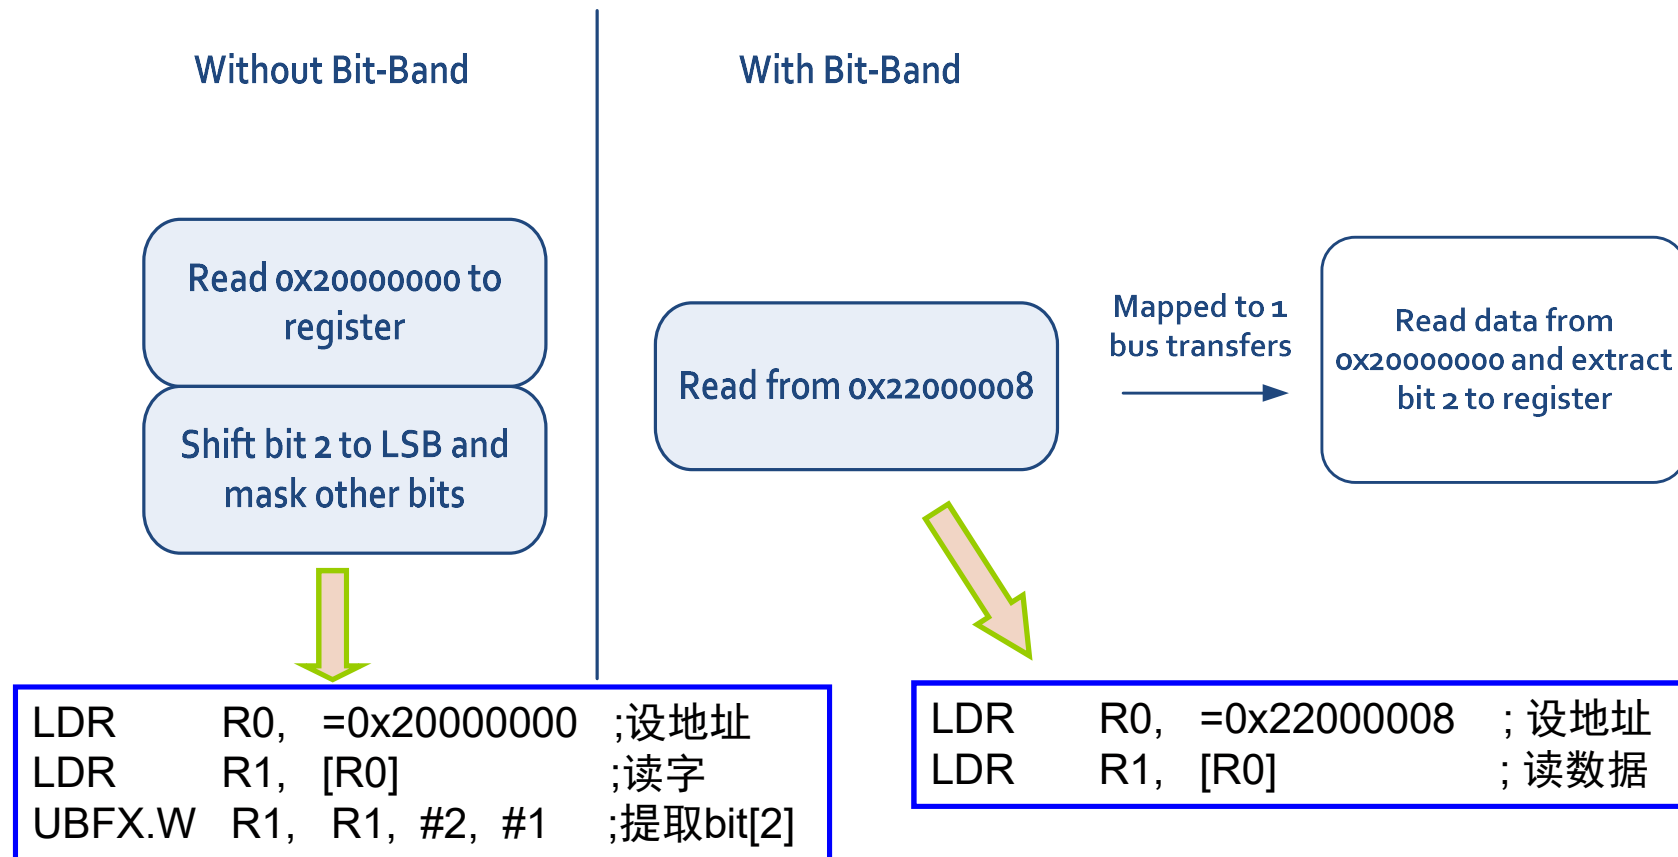 Without Bit-Band
With Bit-Band
Read 0x20000000 to
register
Shift bit 2 to LSB and
mask other bits
Read from 0x22000008
Mapped to 1
bus transfers
Read data from
0x20000000 and extract
bit 2 to register
LDR R0, =0x20000000 ;设地址
LDR R1, [R0] ;读字
UBFX.W R1, R1, #2, #1 ;提取bit[2]
LDR R0, =0x22000008 ; 设地址
LDR R1, [R0] ; 读数据